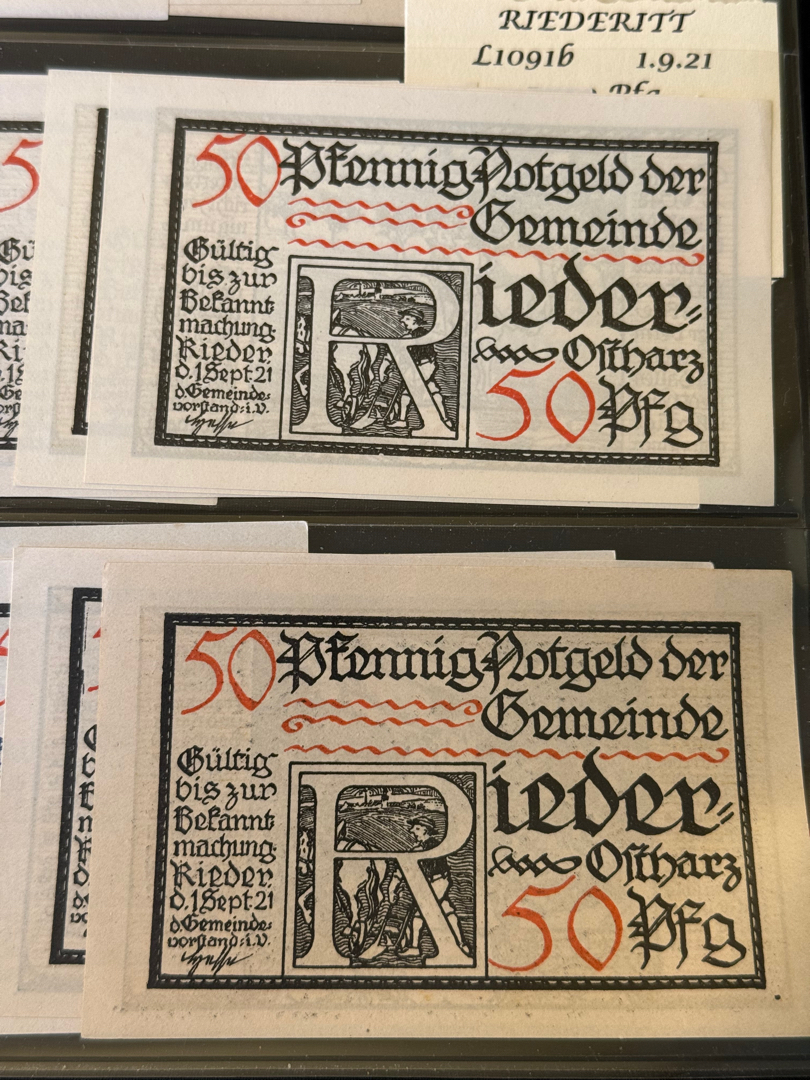 RIEDERITT
L1091b 1.9.21
Pfg
50 Pfennig Notgeld der
Gemeinde
Gültig
bis zur
Bekannt
machung
Rieder
d. 1 Sept. 21
d. Gemeinde-
vorstand: i. V.
Rieder-
Ostharz
50 Pfg
50 Pfennig Notgeld der
Gemeinde
Gültig
bis zur
Bekannt
machung
Rieder
d. 1 Sept. 21
d. Gemeinde-
vorstand: i. V.
Rieder-
Ostharz
50 Pfg